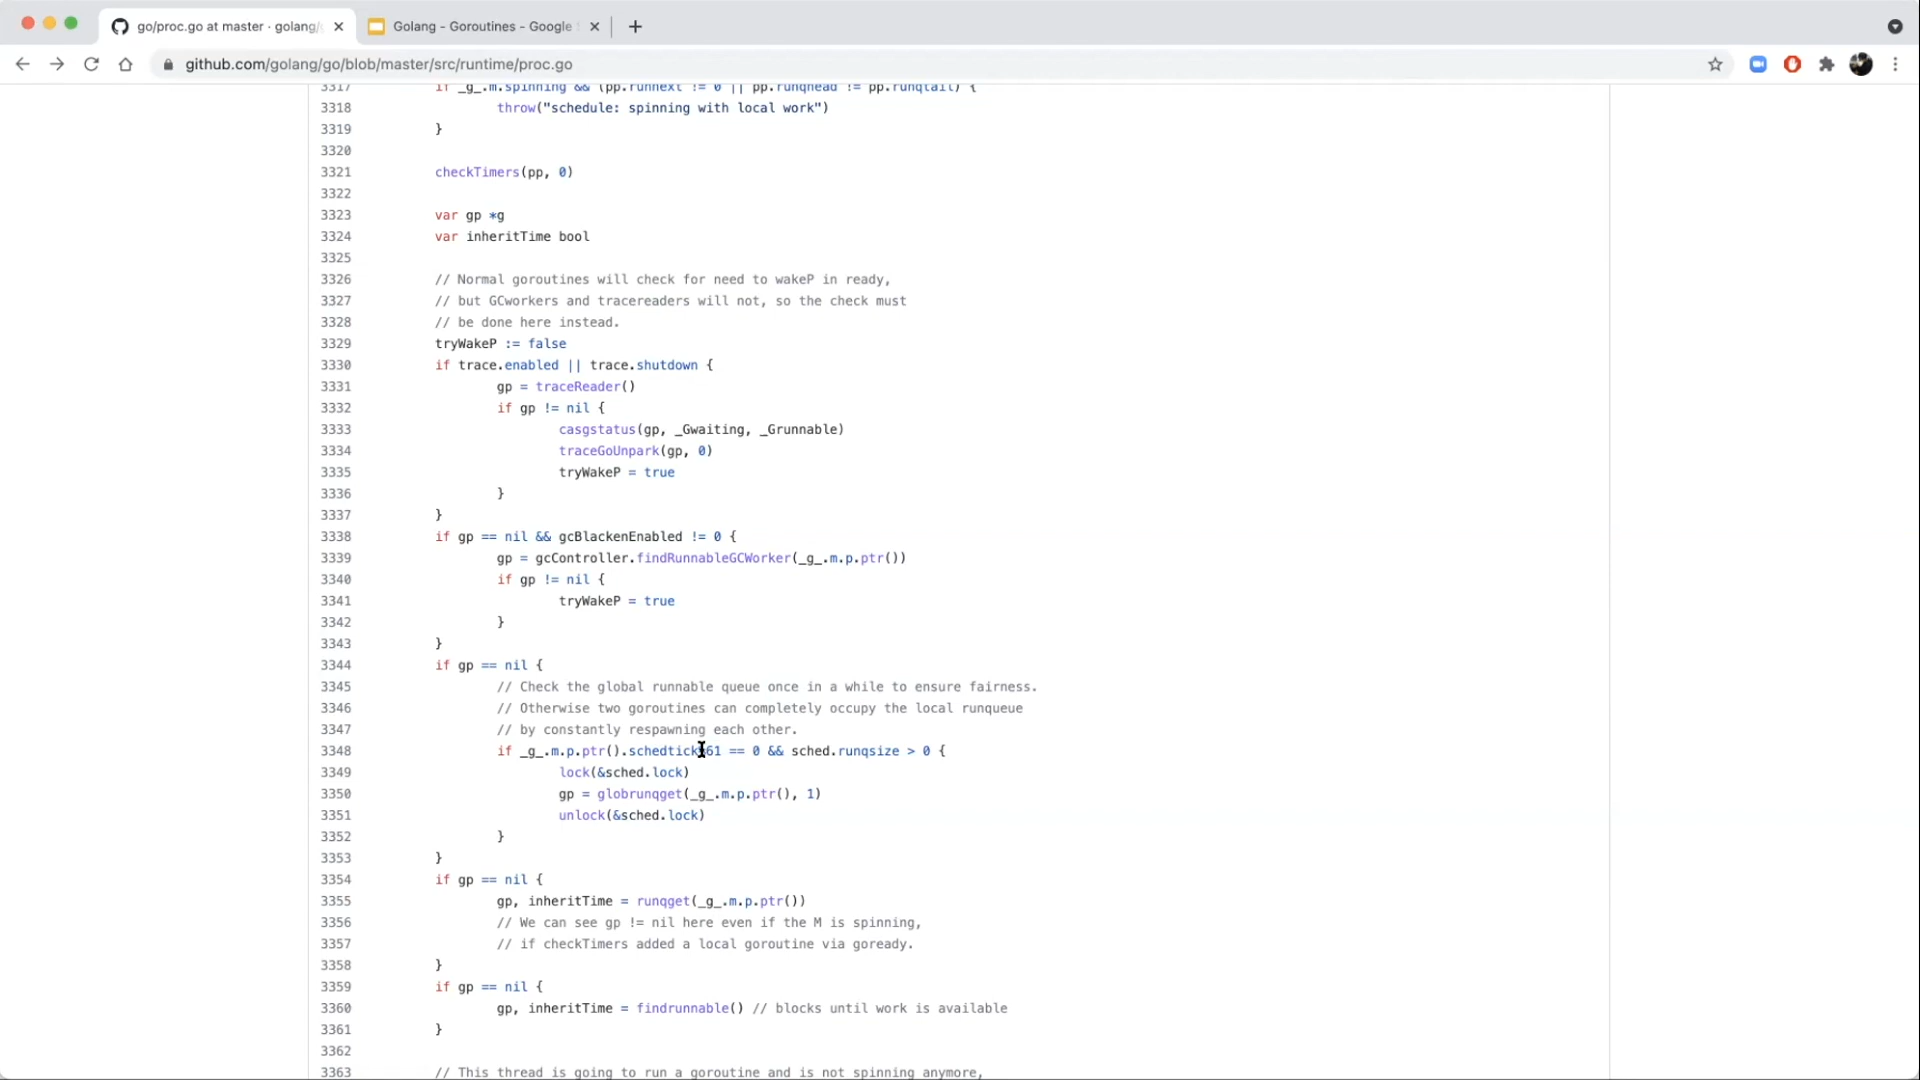 go/proc.go at master · golang/
Golang - Goroutines - Google
github.com/golang/go/blob/master/src/runtime/proc.go
3317 if _g_.m.spinning && (pp.runnext != 0 || pp.runqhead != pp.runqtail) {
3318 throw("schedule: spinning with local work")
3319 }
3320
3321 checkTimers(pp, 0)
3322
3323 var gp *g
3324 var inheritTime bool
3325
3326 // Normal goroutines will check for need to wakeP in ready,
3327 // but GCworkers and tracereaders will not, so the check must
3328 // be done here instead.
3329 tryWakeP := false
3330 if trace.enabled || trace.shutdown {
3331 gp = traceReader()
3332 if gp != nil {
3333 casgstatus(gp, _Gwaiting, _Grunnable)
3334 traceGoUnpark(gp, 0)
3335 tryWakeP = true
3336 }
3337 }
3338 if gp == nil && gcBlackenEnabled != 0 {
3339 gp = gcController.findRunnableGCWorker(_g_.m.p.ptr())
3340 if gp != nil {
3341 tryWakeP = true
3342 }
3343 }
3344 if gp == nil {
3345 // Check the global runnable queue once in a while to ensure fairness.
3346 // Otherwise two goroutines can completely occupy the local runqueue
3347 // by constantly respawning each other.
3348 if _g_.m.p.ptr().schedtick%61 == 0 && sched.runqsize > 0 {
3349 lock(&sched.lock)
3350 gp = globrunqget(_g_.m.p.ptr(), 1)
3351 unlock(&sched.lock)
3352 }
3353 }
3354 if gp == nil {
3355 gp, inheritTime = runqget(_g_.m.p.ptr())
3356 // We can see gp != nil here even if the M is spinning,
3357 // if checkTimers added a local goroutine via goready.
3358 }
3359 if gp == nil {
3360 gp, inheritTime = findrunnable() // blocks until work is available
3361 }
3362
3363 // This thread is going to run a goroutine and is not spinning anymore,